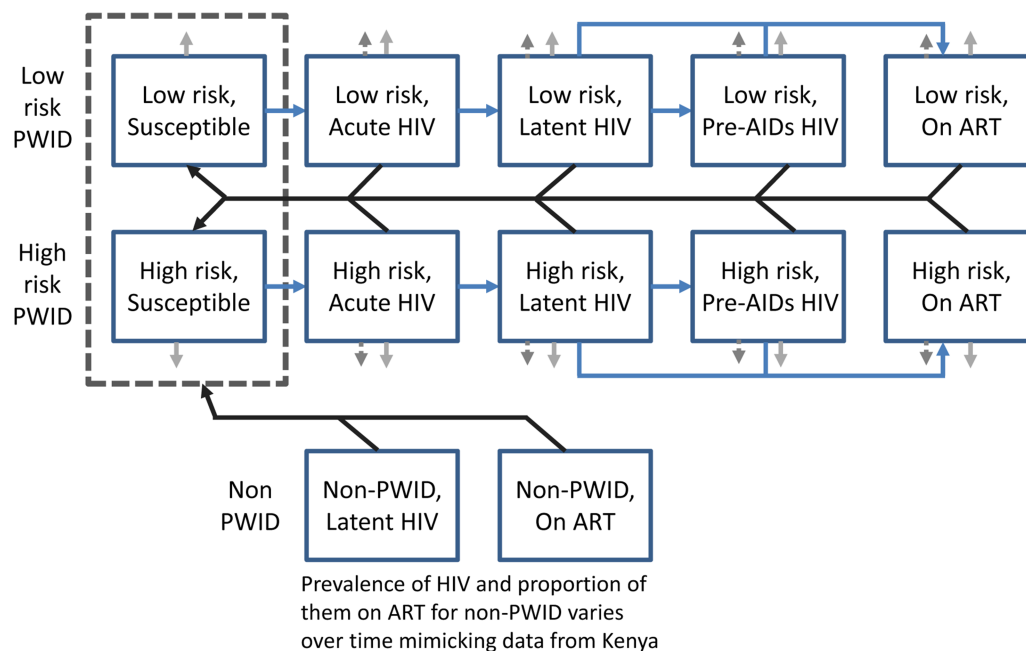 Low
risk
PWID
Low risk,
Susceptible
Low risk,
Acute HIV
Low risk,
Latent HIV
Low risk,
Pre-AIDs HIV
Low risk,
On ART
High
risk
PWID
High risk,
Susceptible
High risk,
Acute HIV
High risk,
Latent HIV
High risk,
Pre-AIDs HIV
High risk,
On ART
Non
PWID
Non-PWID,
Latent HIV
Non-PWID,
On ART
Prevalence of HIV and proportion of
them on ART for non-PWID varies
over time mimicking data from Kenya